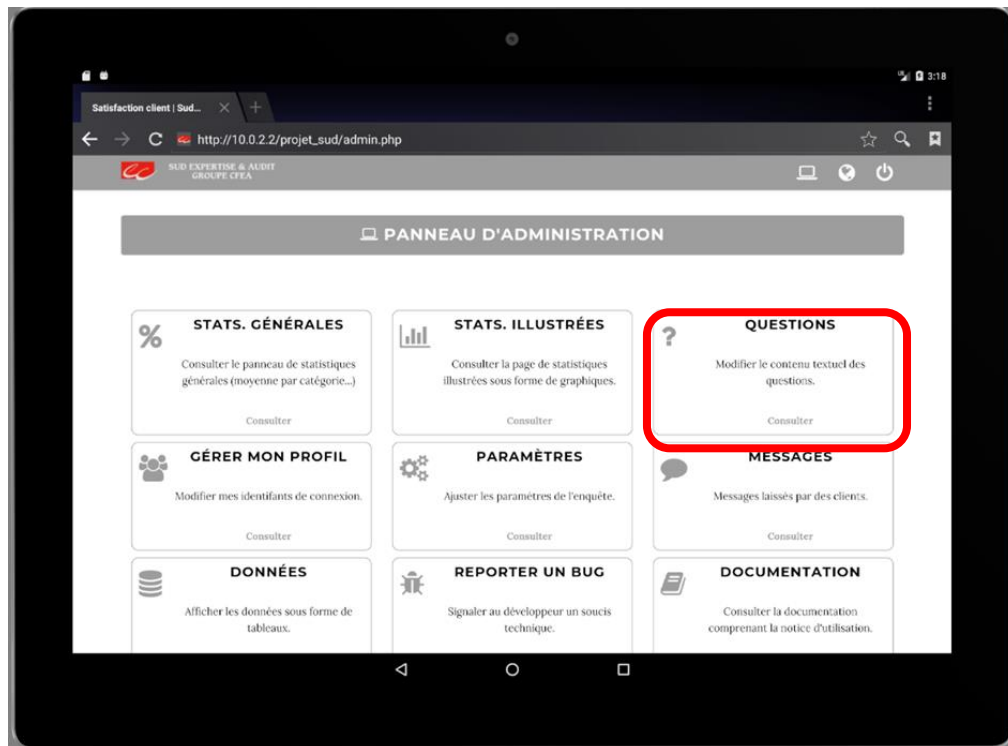 3:18
Satisfaction client | Sud...
http://10.0.2.2/projet_sud/admin.php
SUD EXPERTISE & AUDIT
GROUPE CFEA
PANNEAU D'ADMINISTRATION
STATS. GÉNÉRALES
Consulter le panneau de statistiques
générales (moyenne par catégorie...)
Consulter
STATS. ILLUSTRÉES
Consulter la page de statistiques
illustrées sous forme de graphiques.
Consulter
QUESTIONS
Modifier le contenu textuel des
questions.
Consulter
GÉRER MON PROFIL
Modifier mes identifants de connexion.
Consulter
PARAMÈTRES
Ajuster les paramètres de l'enquête.
Consulter
MESSAGES
Messages laissés par des clients.
Consulter
DONNÉES
Afficher les données sous forme de
tableaux.
REPORTER UN BUG
Signaler au développeur un soucis
technique.
DOCUMENTATION
Consulter la documentation
comprenant la notice d'utilisation.